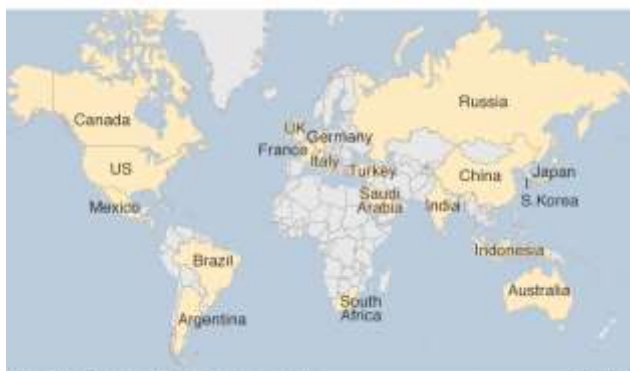 Canada
US
Mexico
Brazil
Argentina
UK
Germany
France
Italy
Turkey
Saudi
Arabia
South
Africa
Russia
China
Japan
S.Korea
India
Indonesia
Australia